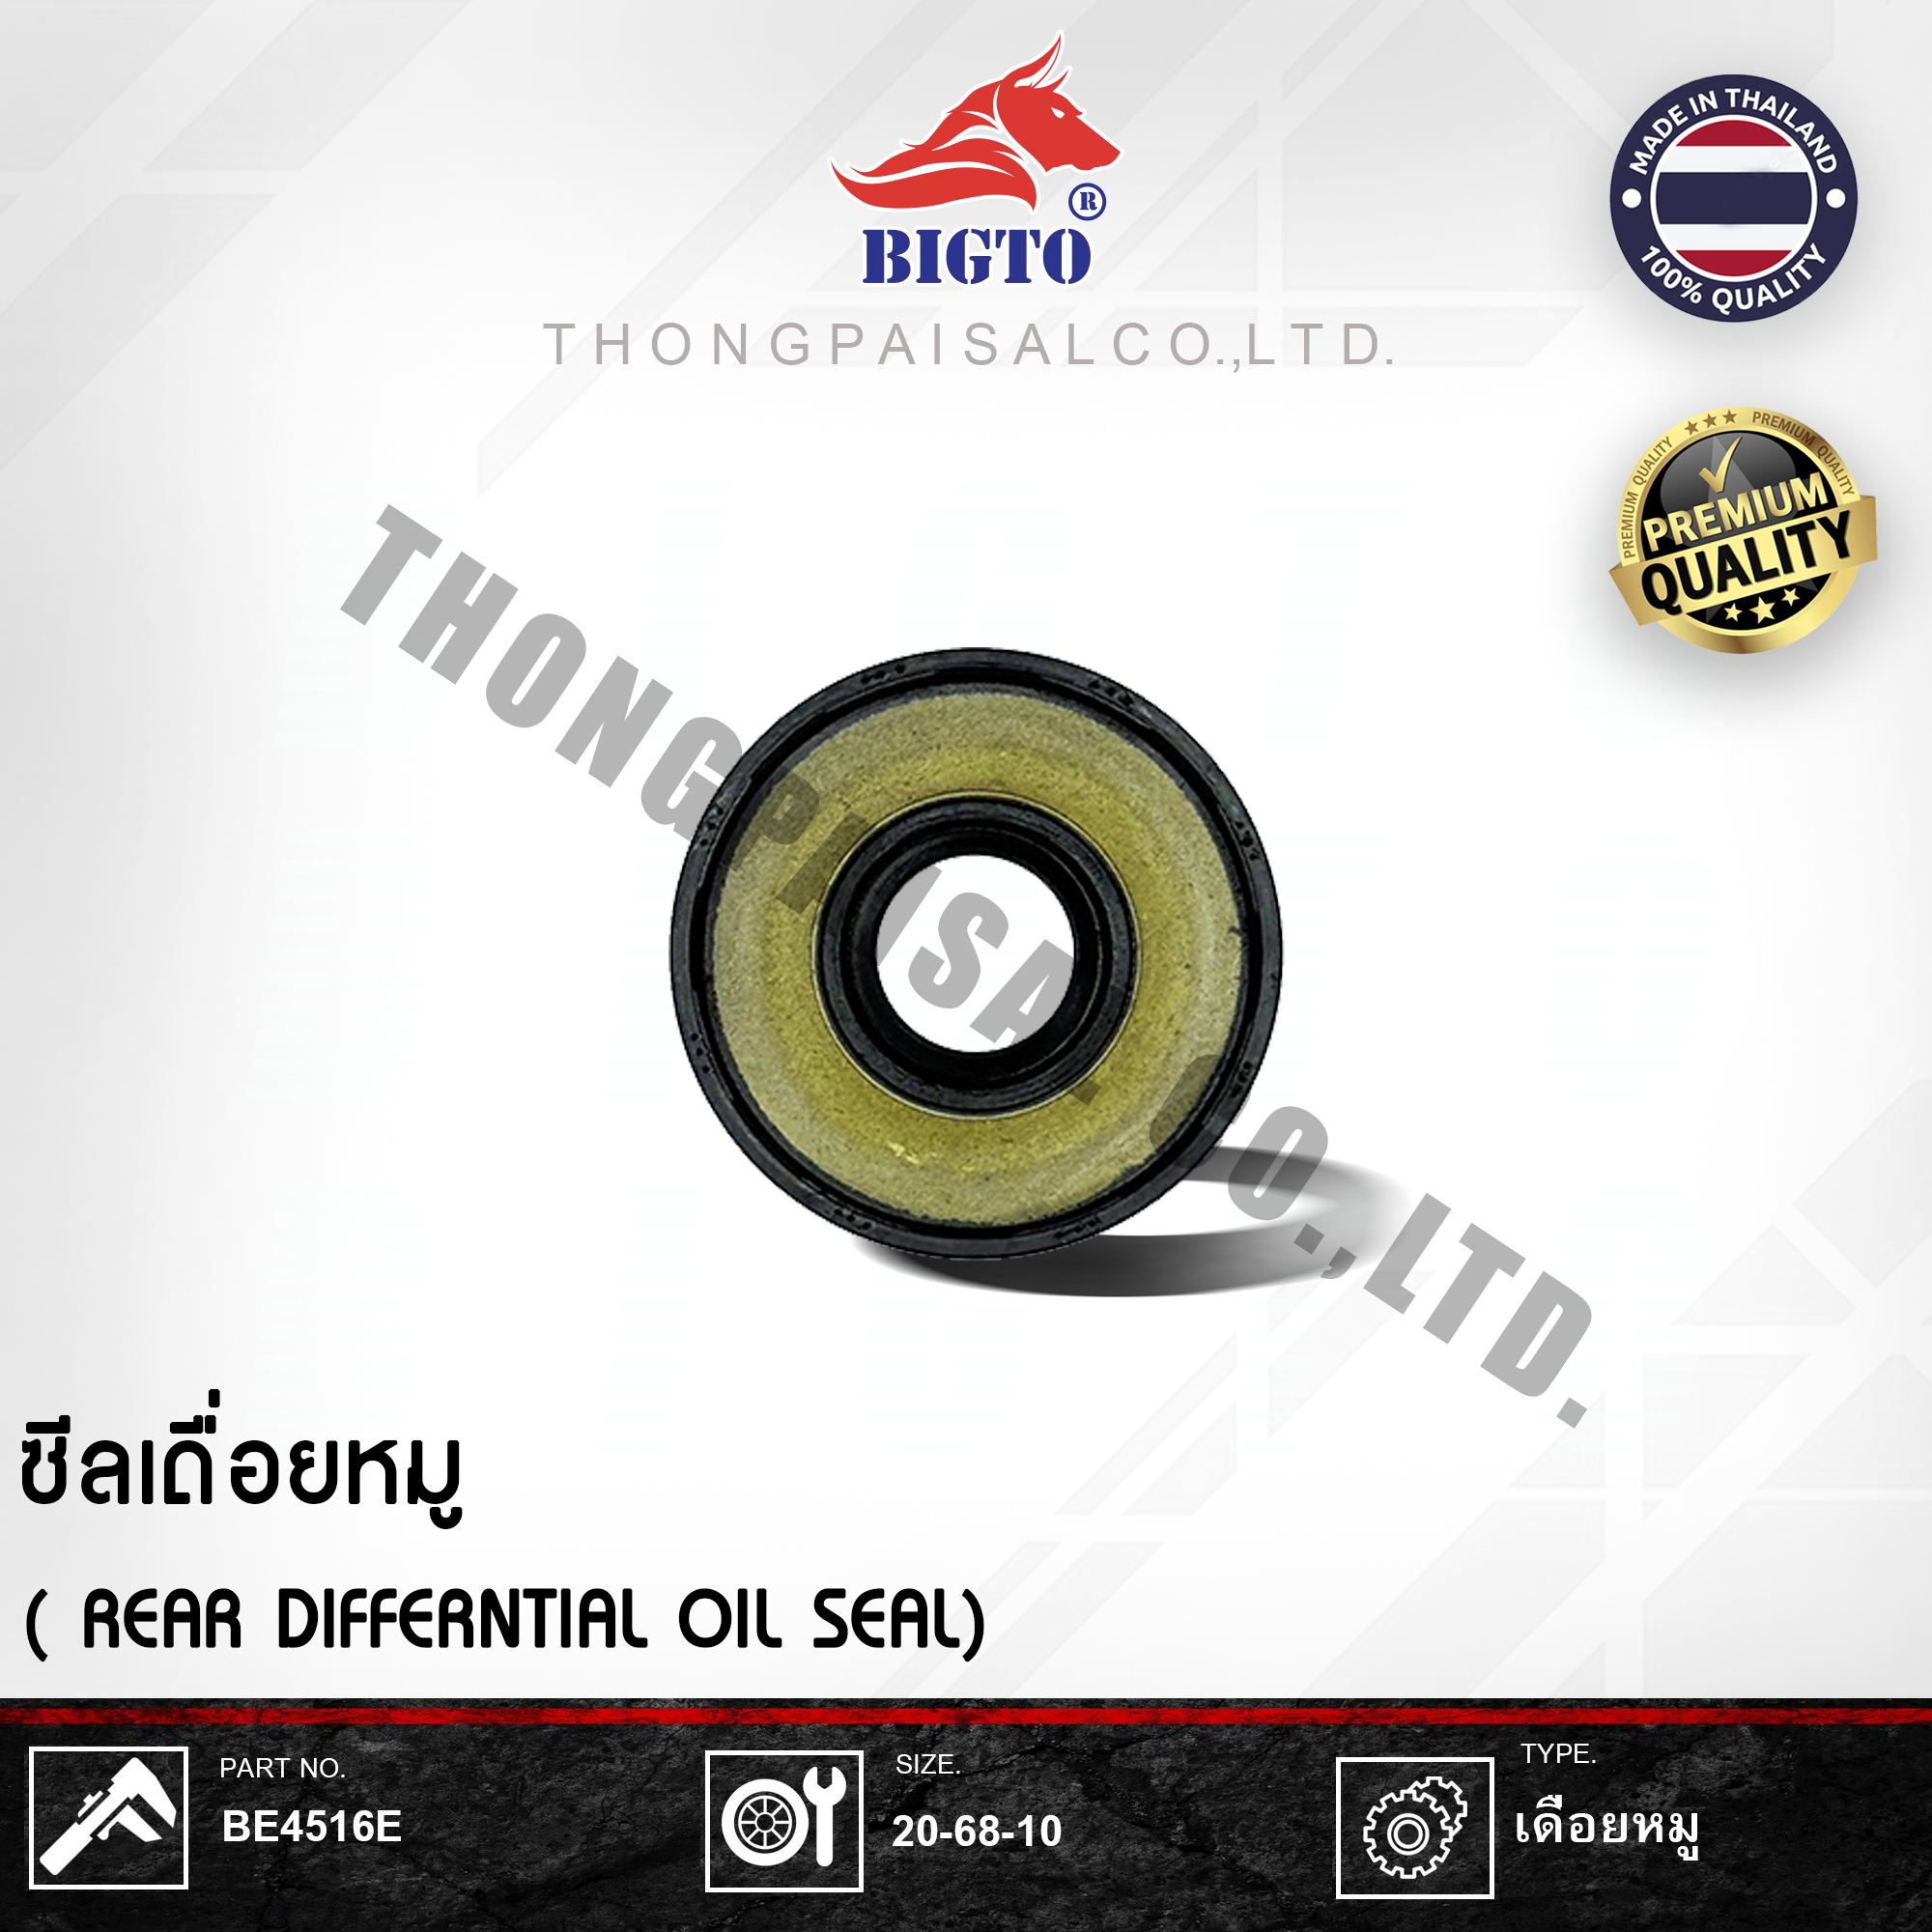 BIGTO
®
THONGPAISALCO.,LTD.
MADE IN THAILAND
100% QUALITY
PREMIUM QUALITY ★★★ PREMIUM QUALITY
PREMIUM
QUALITY
THONGPAISAL CO.,LTD.
ซีลเดื่อยหมู
( REAR DIFFERNTIAL OIL SEAL)
PART NO.
BE4516E
SIZE.
20-68-10
TYPE.
เดือยหมู